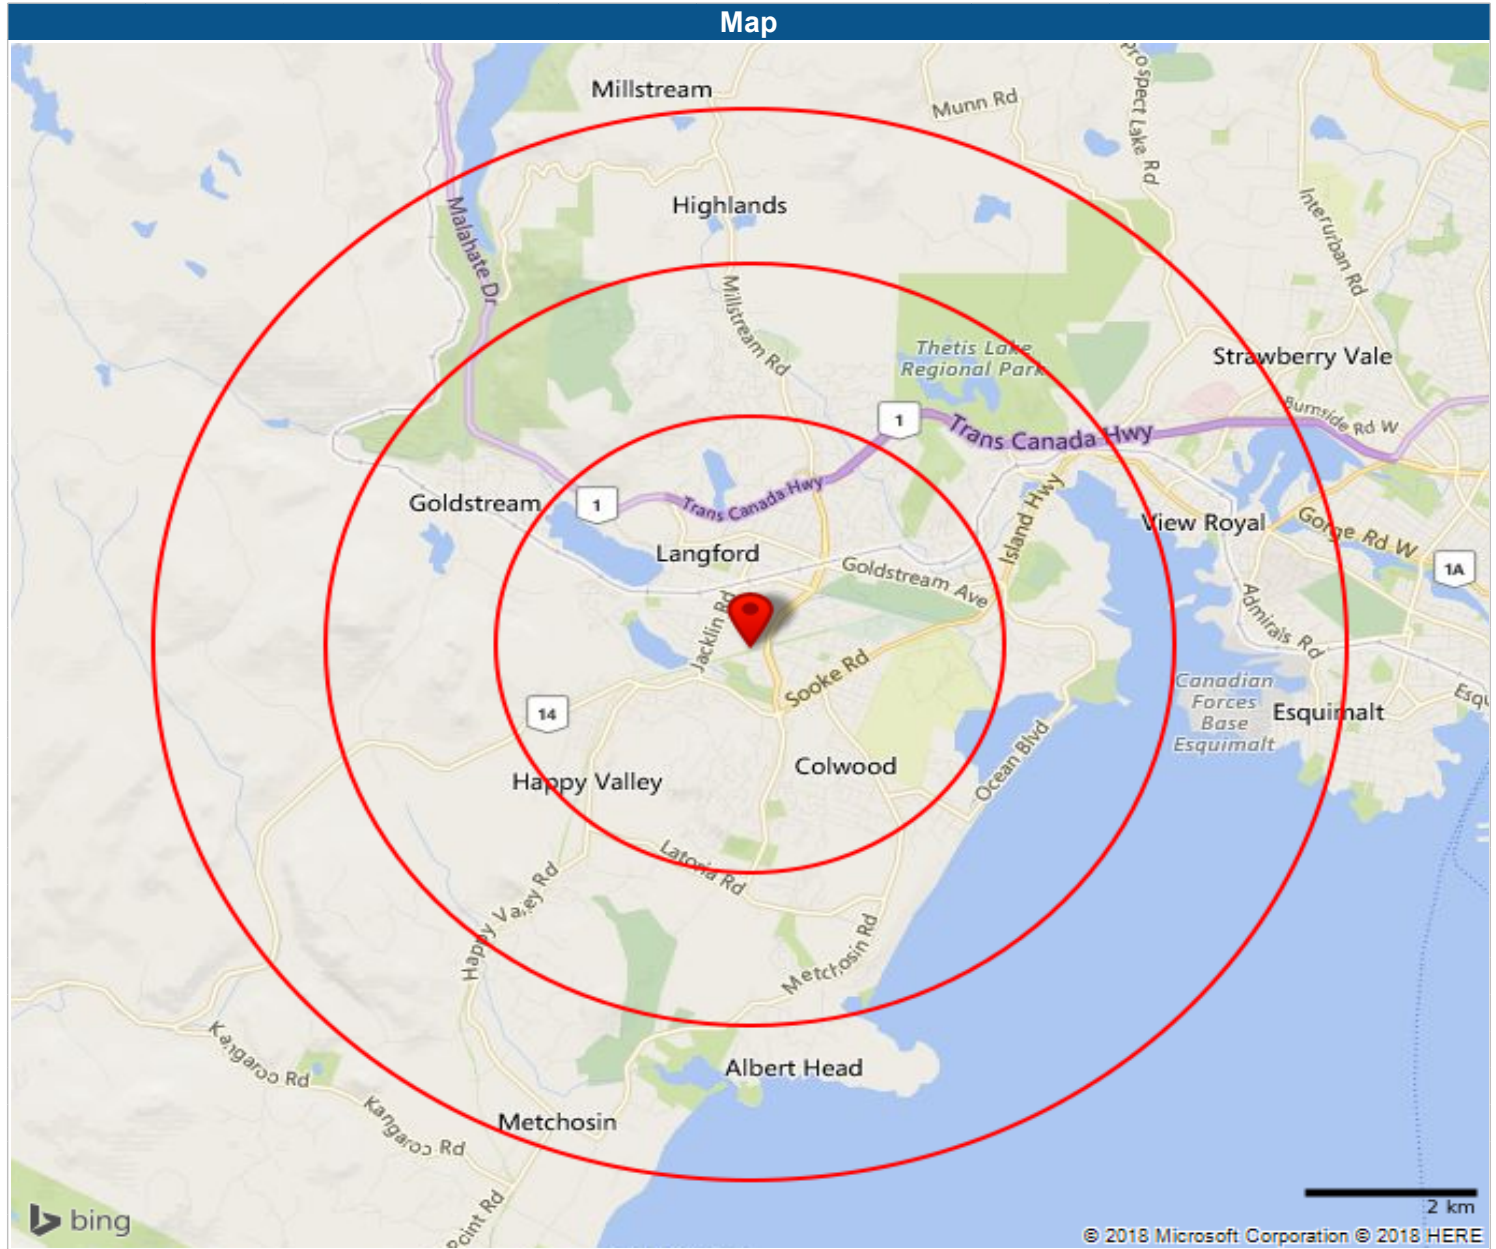 Map
Millstream
Munn Rd
Prospect Lake Rd
Highlands
Malahate Dr
Interurban Rd
Millstream Rd
Thetis Lake
Regional Park
Strawberry Vale
Burnside Rd W
1
Trans Canada Hwy
Goldstream
1
Trans Canada Hwy
Island Hwy
View Royal
Gorge Rd W
Langford
Goldstream Ave
1A
Jacklin Rd
Admirals Rd
Sooke Rd
Canadian
Forces
Base
Esquimalt
Esquimalt
Esqu
14
Happy Valley
Colwood
Ocean Blvd
Latoria Rd
Happy Valley Rd
Metchosin Rd
Kangaroo Rd
Albert Head
Kangaroo Rd
Metchosin
Point Rd
bing
2 km
© 2018 Microsoft Corporation © 2018 HERE